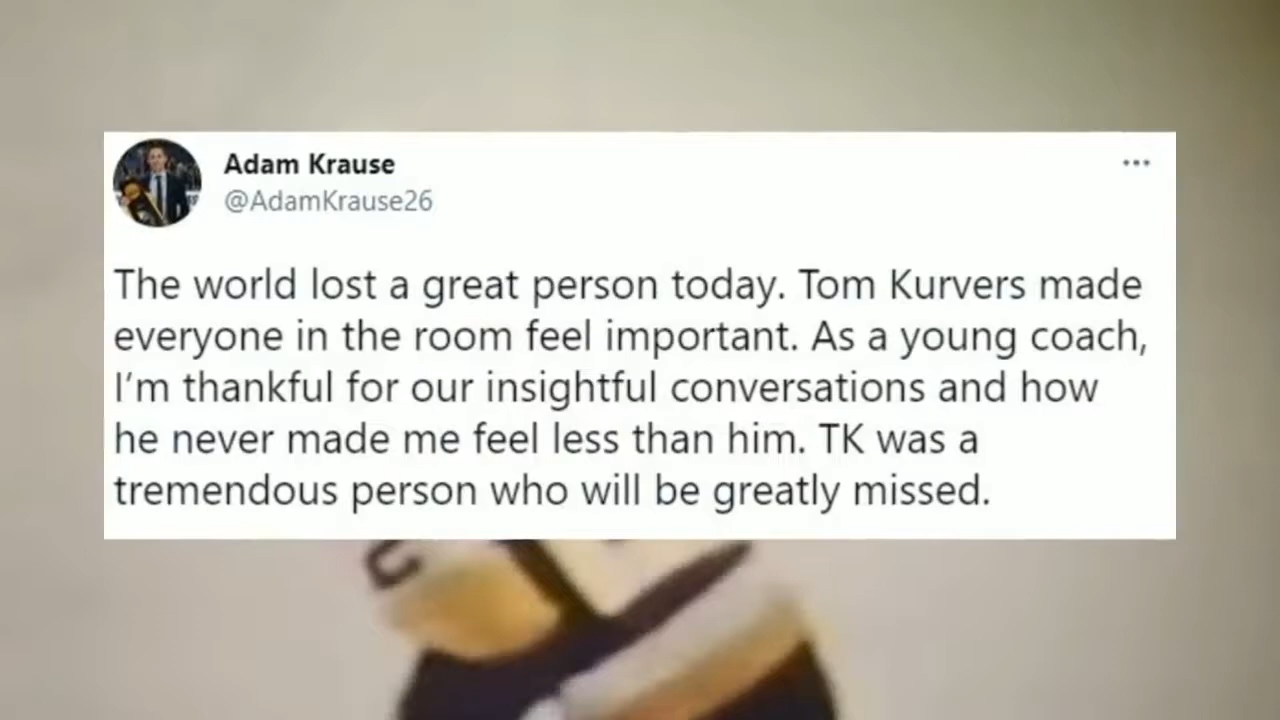 Adam Krause
@AdamKrause26
The world lost a great person today. Tom Kurvers made
everyone in the room feel important. As a young coach,
I'm thankful for our insightful conversations and how
he never made me feel less than him. TK was a
tremendous person who will be greatly missed.